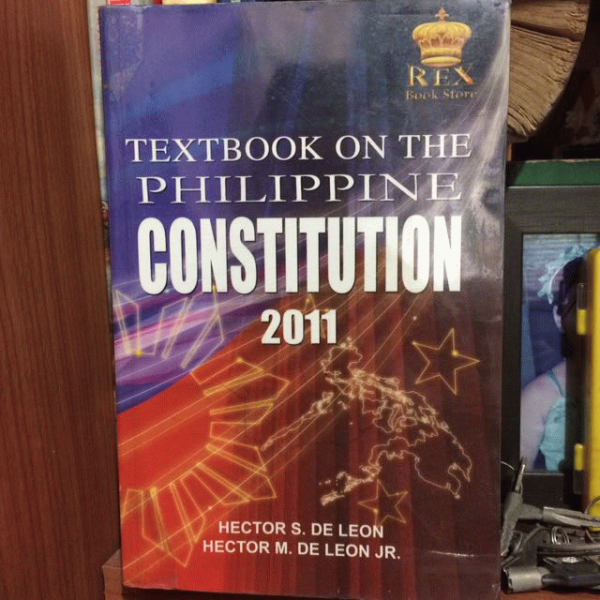 REX
Book Store
TEXTBOOK ON THE
PHILIPPINE
CONSTITUTION
2011
HECTOR S. DE LEON
HECTOR M. DE LEON JR.